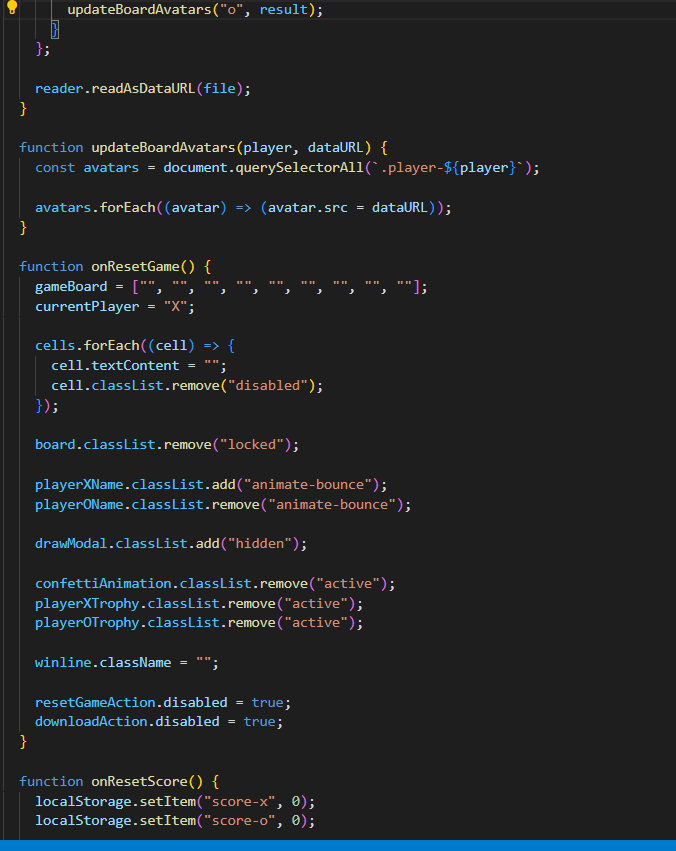 updateBoardAvatars("o", result);
}
};
reader.readAsDataURL(file);
}
function updateBoardAvatars(player, dataURL) {
const avatars = document.querySelectorAll(`.player-${player}`);
avatars.forEach((avatar) => (avatar.src = dataURL));
}
function onResetGame() {
gameBoard = ["", "", "", "", "", "", "", "", ""];
currentPlayer = "X";
cells.forEach((cell) => {
cell.textContent = "";
cell.classList.remove("disabled");
});
board.classList.remove("locked");
playerXName.classList.add("animate-bounce");
playerOName.classList.remove("animate-bounce");
drawModal.classList.add("hidden");
confettiAnimation.classList.remove("active");
playerXTrophy.classList.remove("active");
playerOTrophy.classList.remove("active");
winline.className = "";
resetGameAction.disabled = true;
downloadAction.disabled = true;
}
function onResetScore() {
localStorage.setItem("score-x", 0);
localStorage.setItem("score-o", 0);